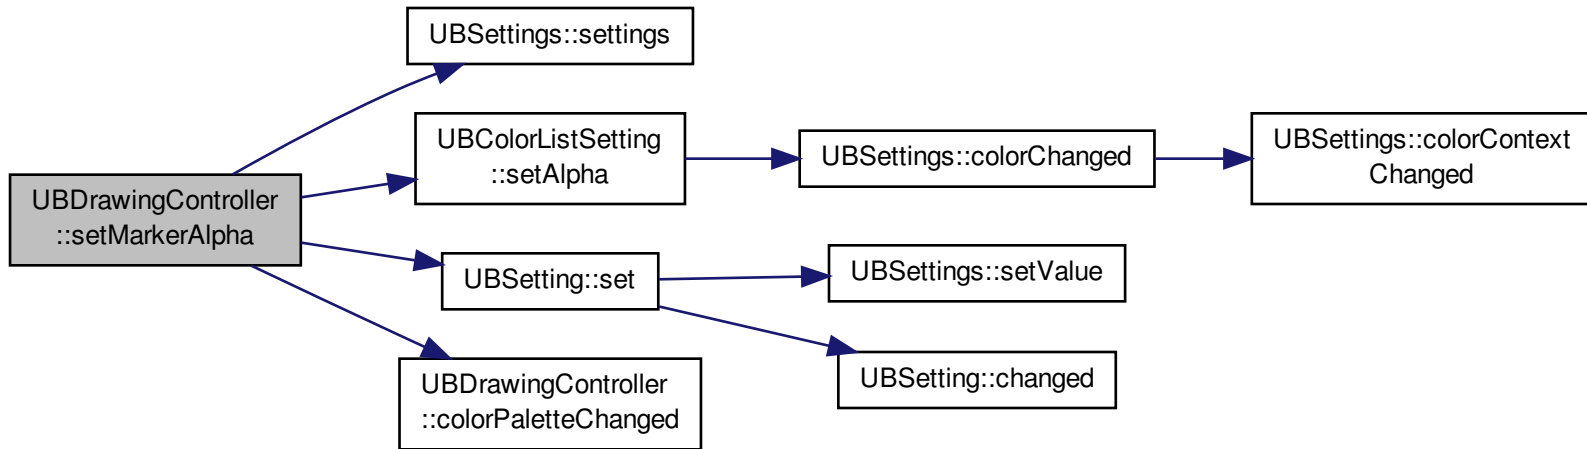 UBSettings::settings
UBColorListSetting
::setAlpha
UBSettings::colorChanged
UBSettings::colorContext
Changed
UBDrawingController
::setMarkerAlpha
UBSetting::set
UBSettings::setValue
UBSetting::changed
UBDrawingController
::colorPaletteChanged